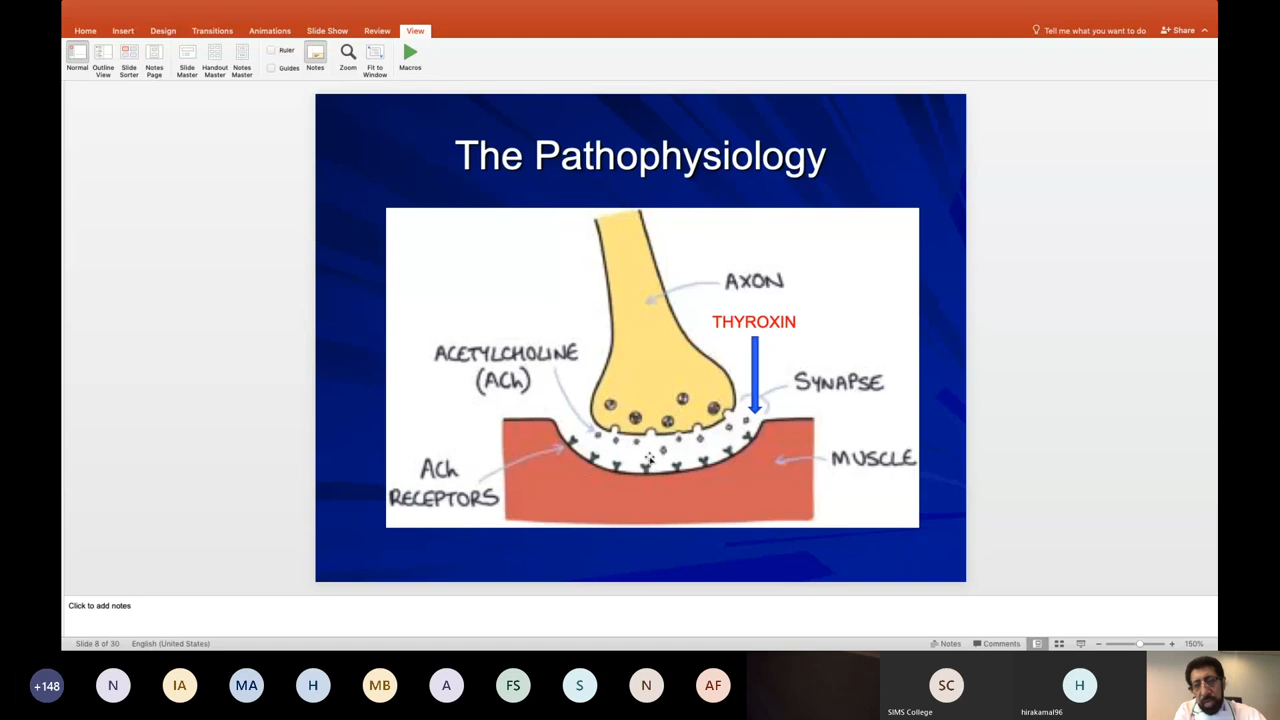 Home Insert Design Transitions Animations Slide Show Review View
Tell me what you want to do
Share
Normal
Outline View
Slide Sorter
Notes Page
Slide Master
Handout Master
Notes Master
Ruler
Guides
Notes
Zoom
Fit to Window
Macros
The Pathophysiology
AXON
THYROXIN
ACETYLCHOLINE
(ACh)
SYNAPSE
ACh
RECEPTORS
MUSCLE
Click to add notes
Slide 8 of 30 English (United States) Notes Comments 150%
+148 N IA MA H MB A FS S N AF SC H
SIMS College hirakamal96